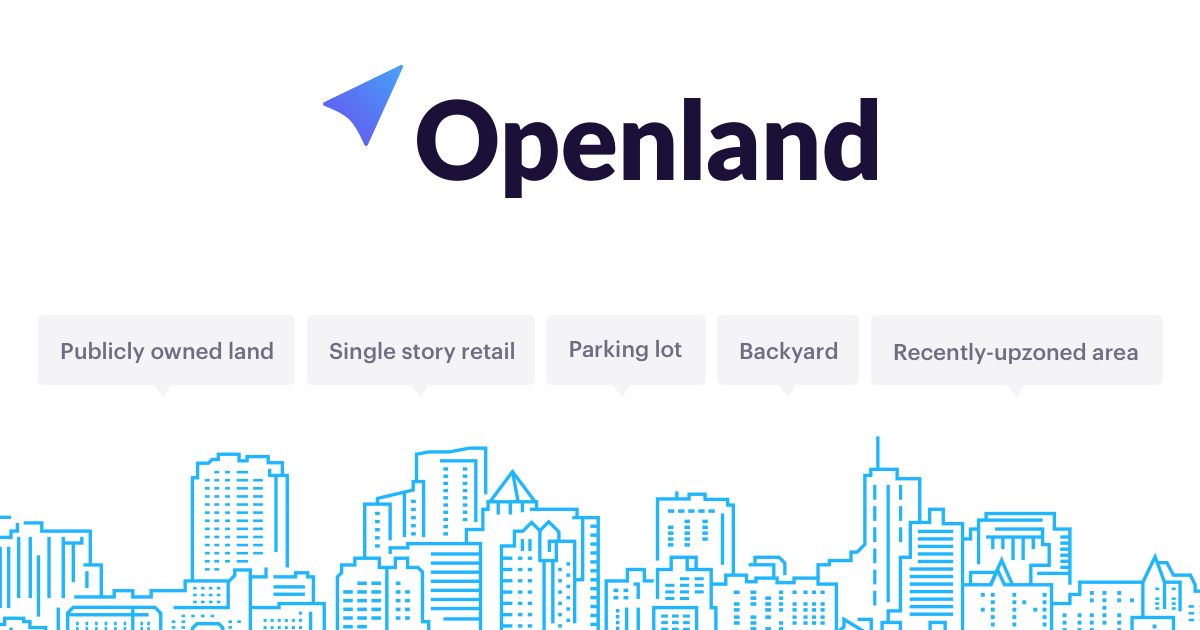 Openland
Publicly owned land
Single story retail
Parking lot
Backyard
Recently-upzoned area